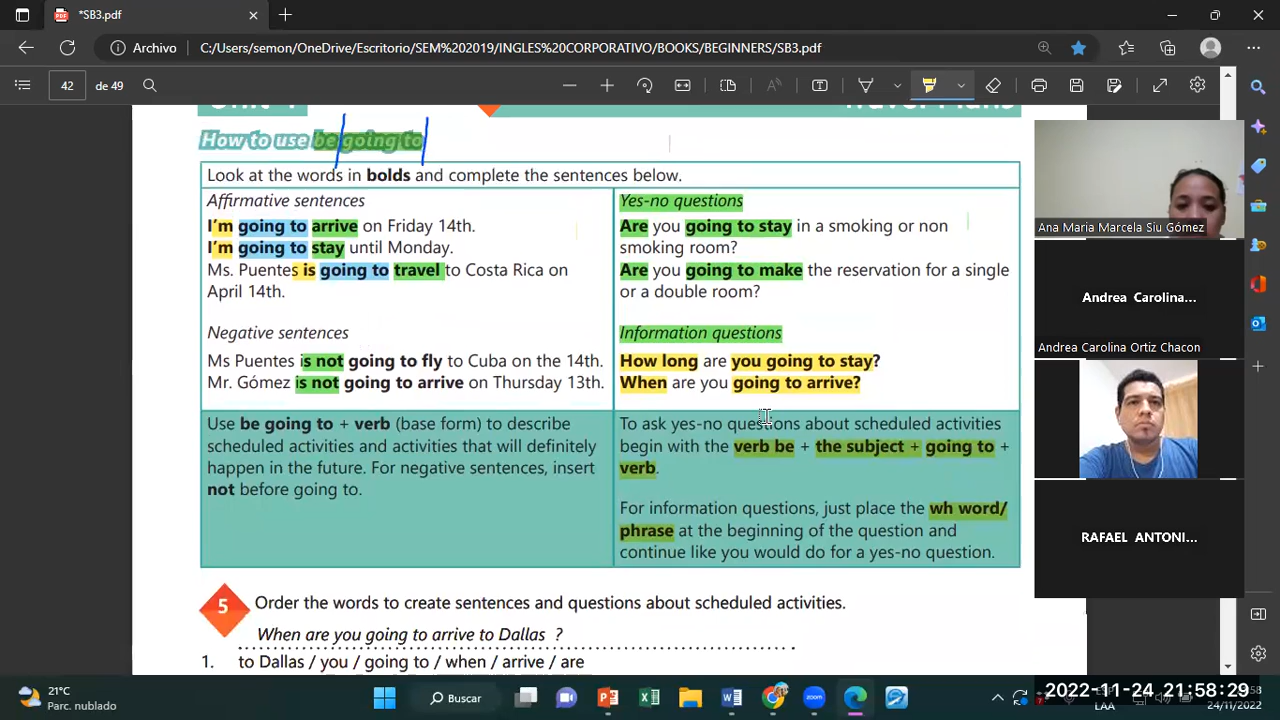 *SB3.pdf
Archivo
C:/Users/semon/OneDrive/Escritorio/SEM%202019/INGLES%20CORPORATIVO/BOOKS/BEGINNERS/SB3.pdf
42
de 49
How to use be going to
Look at the words in bolds and complete the sentences below.
Affirmative sentences
I'm going to arrive on Friday 14th.
I'm going to stay until Monday.
Ms. Puentes is going to travel to Costa Rica on
April 14th.
Negative sentences
Ms Puentes is not going to fly to Cuba on the 14th.
Mr. Gómez is not going to arrive on Thursday 13th.
Use be going to + verb (base form) to describe
scheduled activities and activities that will definitely
happen in the future. For negative sentences, insert
not before going to.
Yes-no questions
Are you going to stay in a smoking or non
smoking room?
Are you going to make the reservation for a single
or a double room?
Information questions
How long are you going to stay?
When are you going to arrive?
To ask yes-no questions about scheduled activities
begin with the verb be + the subject + going to +
verb.
For information questions, just place the wh word/
phrase at the beginning of the question and
continue like you would do for a yes-no question.
5
Order the words to create sentences and questions about scheduled activities.
When are you going to arrive to Dallas ?
1. to Dallas / you / going to / when / arrive / are
Ana Maria Marcela Siu Gómez
Andrea Carolina...
Andrea Carolina Ortiz Chacon
RAFAEL ANTONI...
21°C
Parc. nublado
Buscar
LAA
24/11/2022
2022-11-24 21:58:29